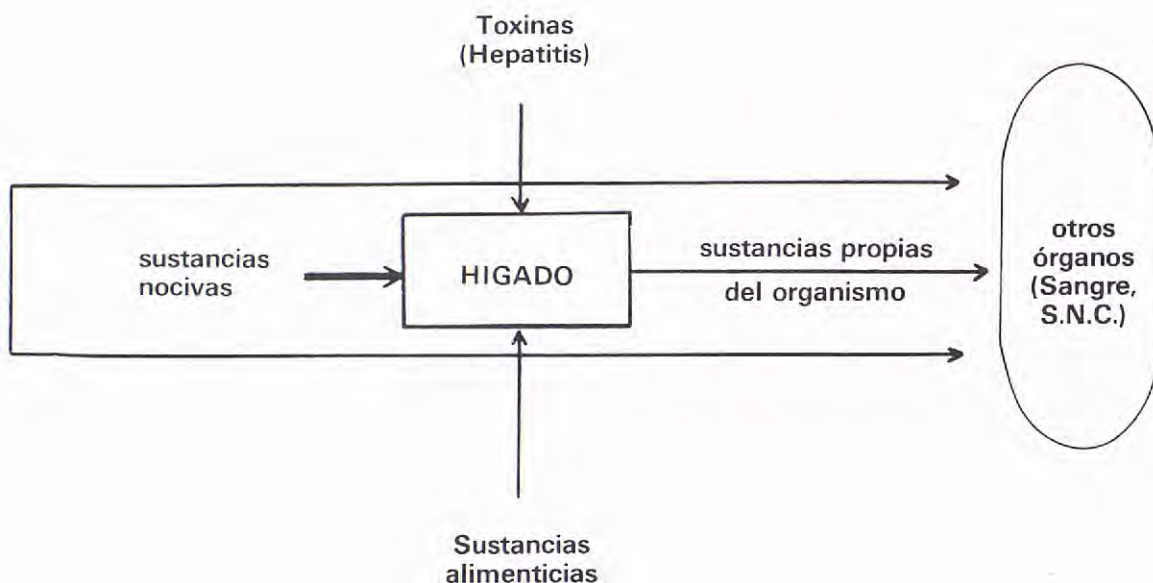 Toxinas
(Hepatitis)
sustancias
nocivas
HIGADO
sustancias propias
del organismo
otros
órganos
(Sangre,
S.N.C.)
Sustancias
alimenticias